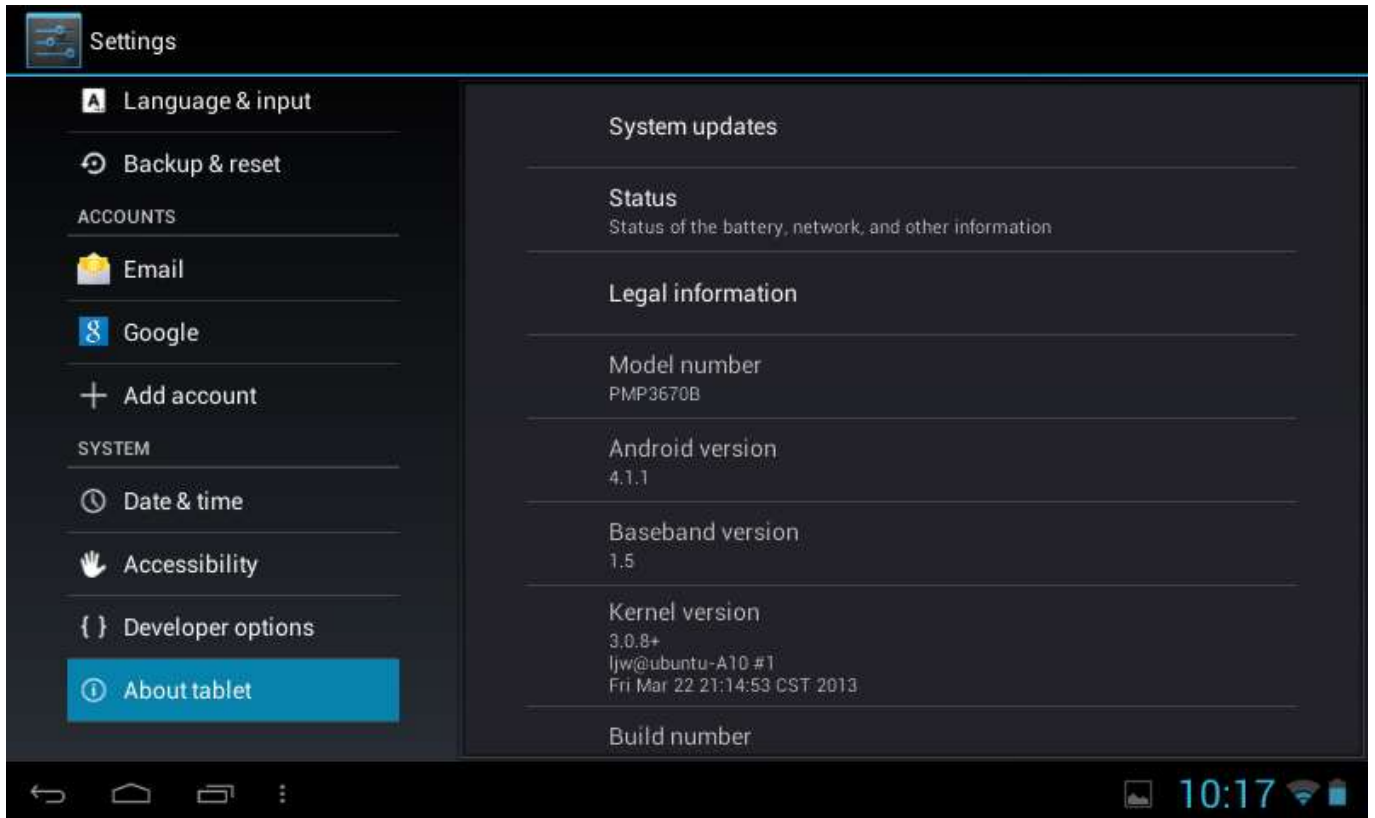 Settings
Language & input
Backup & reset
ACCOUNTS
Email
Google
Add account
SYSTEM
Date & time
Accessibility
{ } Developer options
About tablet
System updates
Status
Status of the battery, network, and other information
Legal information
Model number
PMP3670B
Android version
4.1.1
Baseband version
1.5
Kernel version
3.0.8+
ljw@ubuntu-A10 #1
Fri Mar 22 21:14:53 CST 2013
Build number
10:17